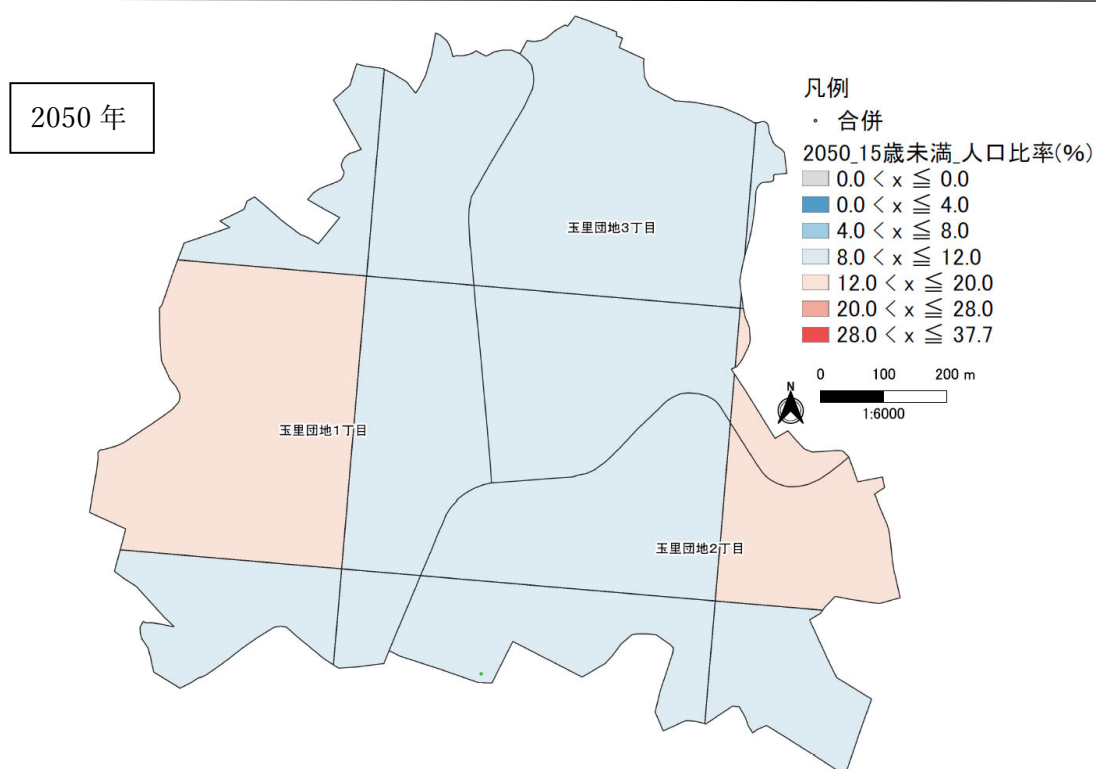 2050 年
凡例
合併
2050_15歳未満_人口比率(%)
0.0 < x ≦ 0.0
0.0 < x ≦ 4.0
4.0 < x ≦ 8.0
8.0 < x ≦ 12.0
12.0 < x ≦ 20.0
20.0 < x ≦ 28.0
28.0 < x ≦ 37.7
0 100 200 m
N
1:6000
玉里団地3丁目
玉里団地1丁目
玉里団地2丁目